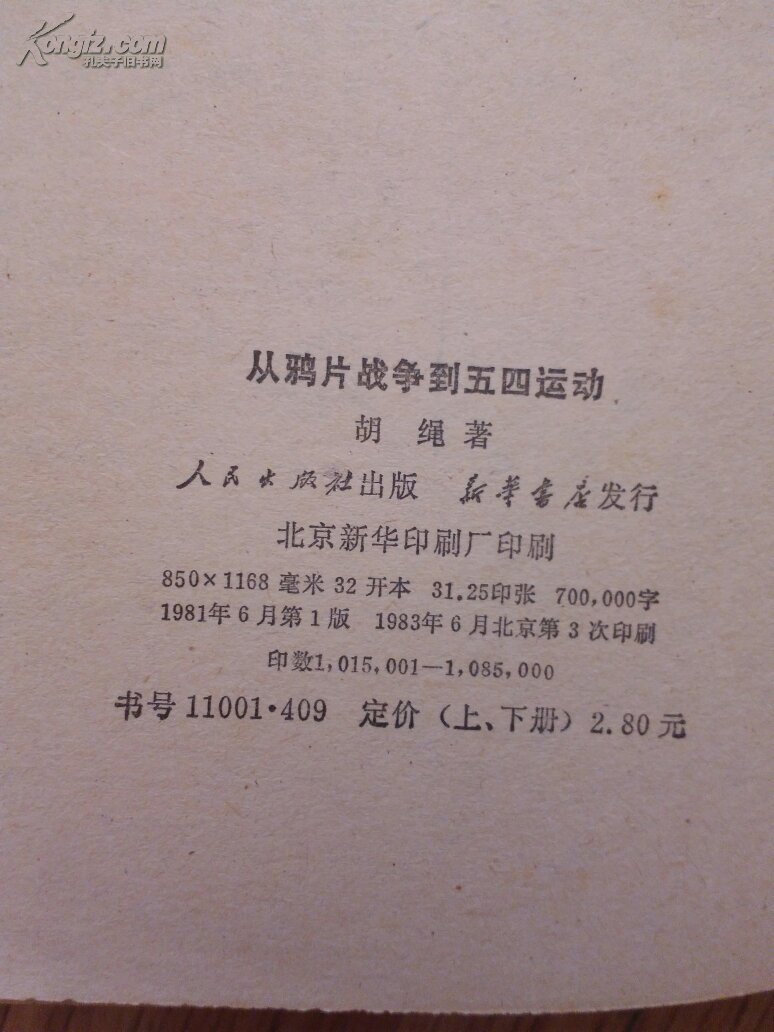 Kongfz.com
孔夫子旧书网
从鸦片战争到五四运动
胡 绳 著
人民出版社出版 新华书店发行
北京新华印刷厂印刷
850×1168 毫米 32 开本 31.25印张 700,000字
1981年 6 月第 1 版 1983年 6 月北京第 3 次印刷
印数1,015,001—1,085,000
书号 11001·409 定价（上、下册）2.80 元